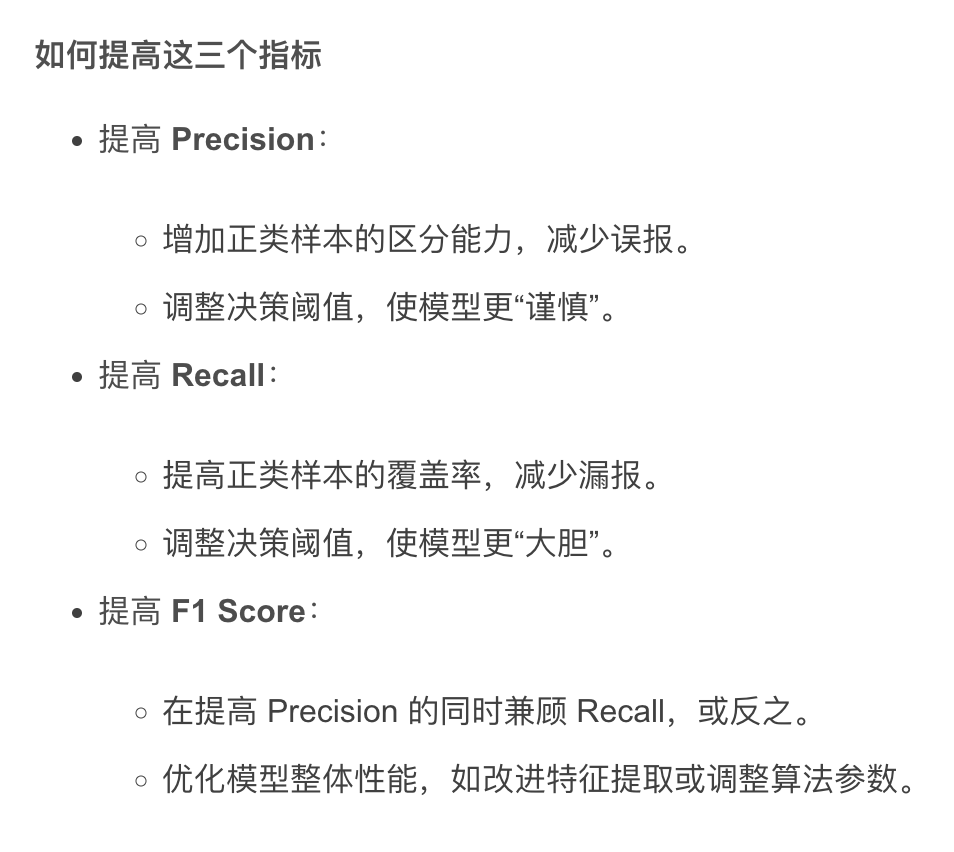 如何提高这三个指标
• 提高 Precision：
◦ 增加正类样本的区分能力，减少误报。
◦ 调整决策阈值，使模型更“谨慎”。
• 提高 Recall：
◦ 提高正类样本的覆盖率，减少漏报。
◦ 调整决策阈值，使模型更“大胆”。
• 提高 F1 Score：
◦ 在提高 Precision 的同时兼顾 Recall，或反之。
◦ 优化模型整体性能，如改进特征提取或调整算法参数。